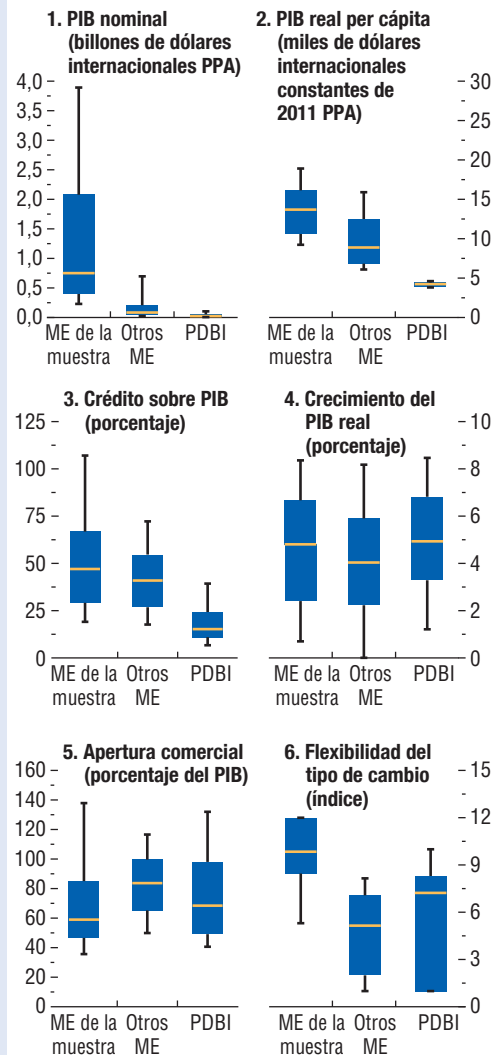 1. PIB nominal
(billones de dólares
internacionales PPA)
4,0
3,5
3,0
2,5
2,0
1,5
1,0
0,5
0,0
ME de la
muestra
Otros
ME
PDBI
2. PIB real per cápita
(miles de dólares
internacionales
constantes de
2011 PPA)
30
25
20
15
10
5
0
ME de la
muestra
Otros
ME
PDBI
3. Crédito sobre PIB
(porcentaje)
125
100
75
50
25
0
ME de la
muestra
Otros
ME
PDBI
4. Crecimiento del
PIB real
(porcentaje)
10
8
6
4
2
0
ME de la
muestra
Otros
ME
PDBI
5. Apertura comercial
(porcentaje del PIB)
160
140
120
100
80
60
40
20
0
ME de la
muestra
Otros
ME
PDBI
6. Flexibilidad del
tipo de cambio
(índice)
15
12
9
6
3
0
ME de la
muestra
Otros
ME
PDBI